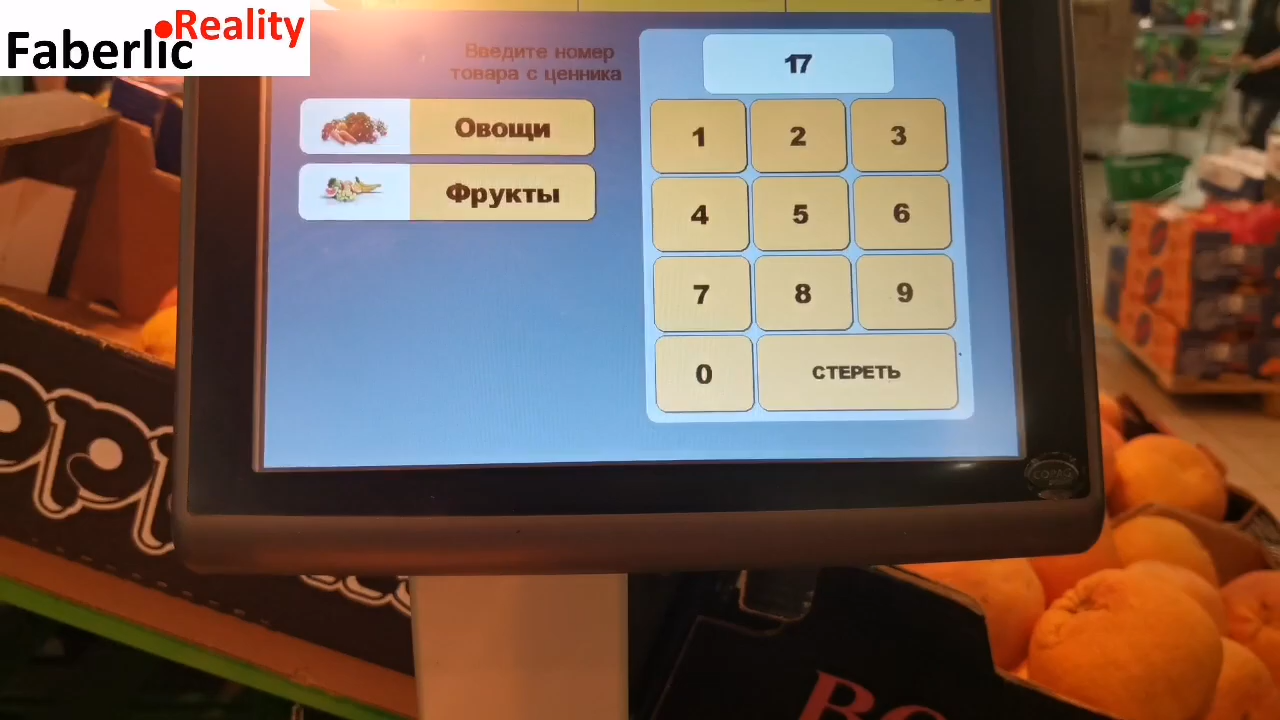 Reality
Faberlic
Введите номер
товара с ценника
17
Овощи
Фрукты
1 2 3
4 5 6
7 8 9
0 СТЕРЕТЬ